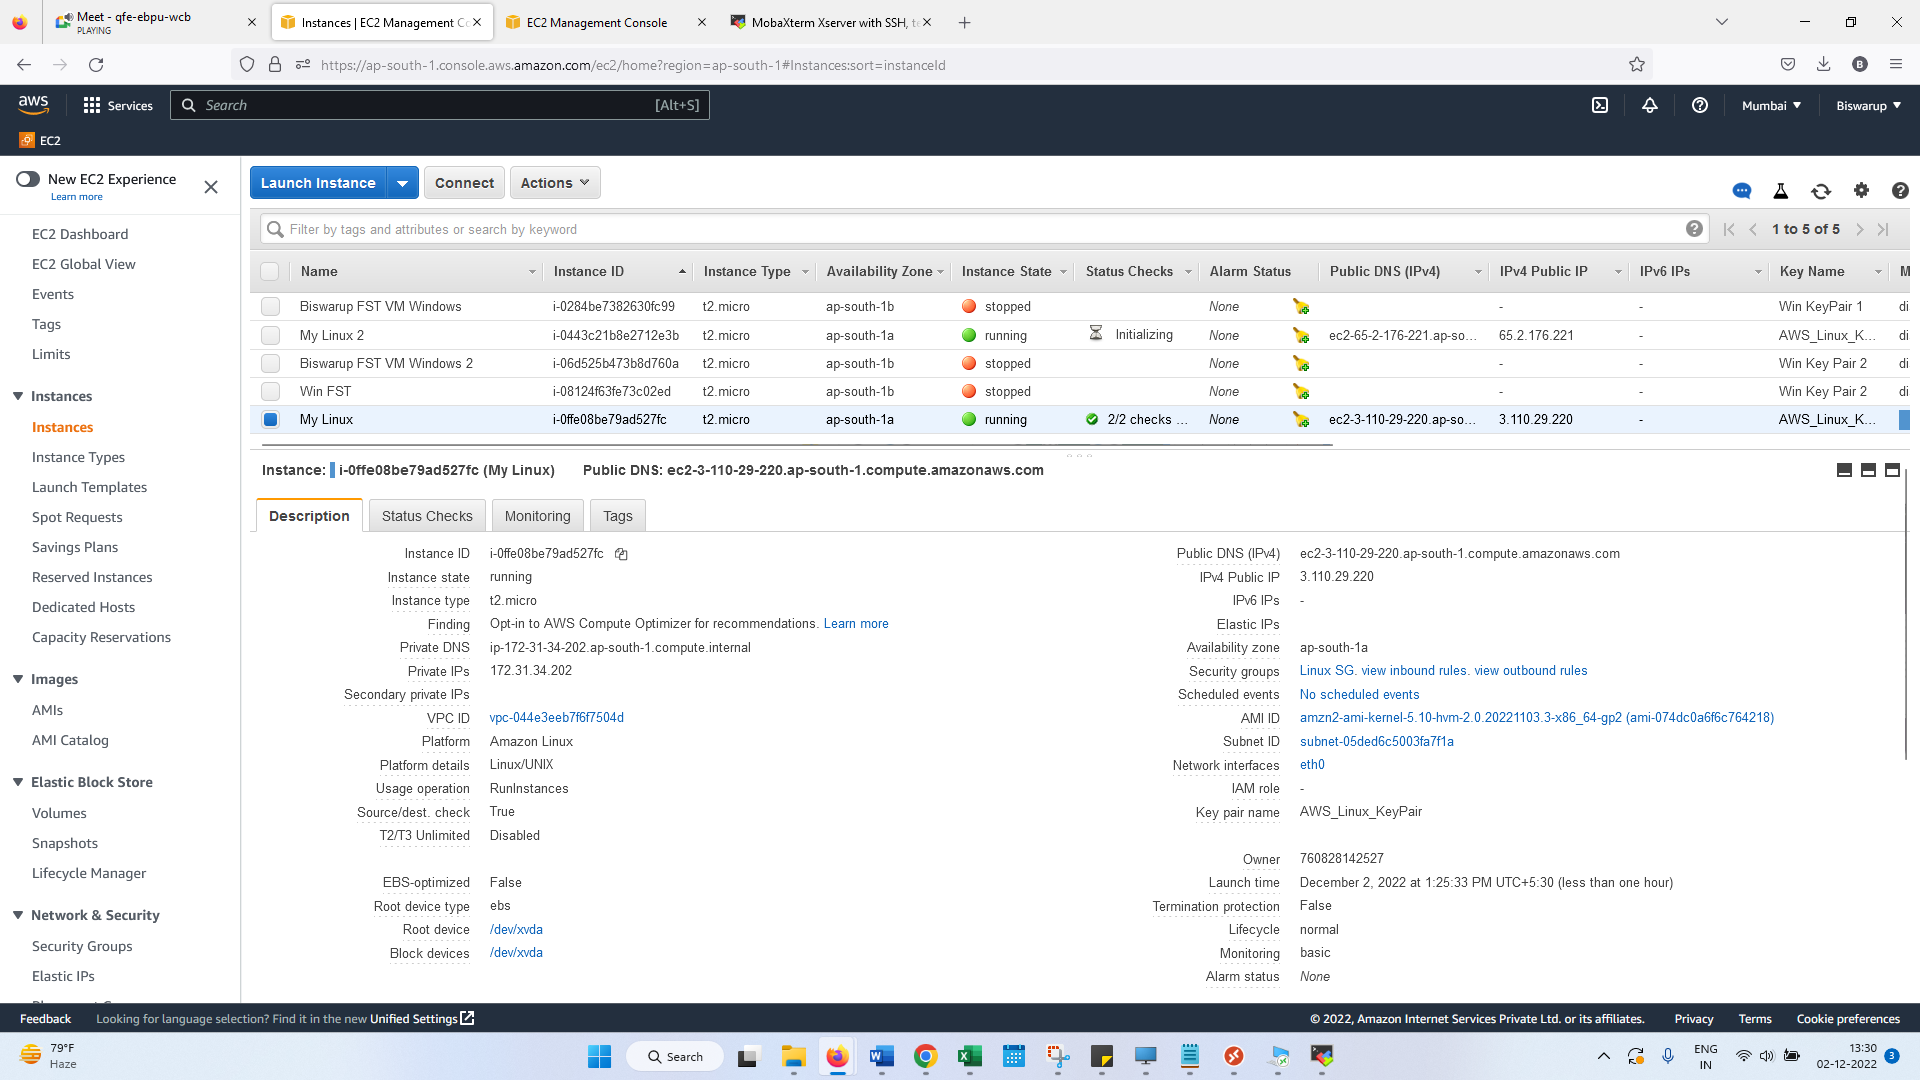 Meet - qfe-ebpu-wcb
PLAYING
Instances | EC2 Management Co
EC2 Management Console
MobaXterm Xserver with SSH, te
https://ap-south-1.console.aws.amazon.com/ec2/home?region=ap-south-1#Instances:sort=instanceId
B
aws
Services
Search
[Alt+S]
Mumbai
Biswarup
EC2
New EC2 Experience
Learn more
EC2 Dashboard
EC2 Global View
Events
Tags
Limits
Instances
Instances
Instance Types
Launch Templates
Spot Requests
Savings Plans
Reserved Instances
Dedicated Hosts
Capacity Reservations
Images
AMIs
AMI Catalog
Elastic Block Store
Volumes
Snapshots
Lifecycle Manager
Network & Security
Security Groups
Elastic IPs
Launch Instance
Connect
Actions
Filter by tags and attributes or search by keyword
1 to 5 of 5
Name Instance ID Instance Type Availability Zone Instance State Status Checks Alarm Status Public DNS (IPv4) IPv4 Public IP IPv6 IPs Key Name M
Biswarup FST VM Windows i-0284be7382630fc99 t2.micro ap-south-1b stopped None - - Win KeyPair 1 di
My Linux 2 i-0443c21b8e2712e3b t2.micro ap-south-1a running Initializing None ec2-65-2-176-221.ap-so... 65.2.176.221 - AWS_Linux_K... di
Biswarup FST VM Windows 2 i-06d525b473b8d760a t2.micro ap-south-1b stopped None - - Win Key Pair 2 di
Win FST i-08124f63fe73c02ed t2.micro ap-south-1b stopped None - - Win Key Pair 2 di
My Linux i-0ffe08be79ad527fc t2.micro ap-south-1a running 2/2 checks ... None ec2-3-110-29-220.ap-so... 3.110.29.220 - AWS_Linux_K...
Instance: i-0ffe08be79ad527fc (My Linux) Public DNS: ec2-3-110-29-220.ap-south-1.compute.amazonaws.com
Description
Status Checks
Monitoring
Tags
Instance ID i-0ffe08be79ad527fc
Instance state running
Instance type t2.micro
Finding Opt-in to AWS Compute Optimizer for recommendations. Learn more
Private DNS ip-172-31-34-202.ap-south-1.compute.internal
Private IPs 172.31.34.202
Secondary private IPs
VPC ID vpc-044e3eeb7f6f7504d
Platform Amazon Linux
Platform details Linux/UNIX
Usage operation RunInstances
Source/dest. check True
T2/T3 Unlimited Disabled
EBS-optimized False
Root device type ebs
Root device /dev/xvda
Block devices /dev/xvda
Public DNS (IPv4) ec2-3-110-29-220.ap-south-1.compute.amazonaws.com
IPv4 Public IP 3.110.29.220
IPv6 IPs -
Elastic IPs
Availability zone ap-south-1a
Security groups Linux SG. view inbound rules. view outbound rules
Scheduled events No scheduled events
AMI ID amzn2-ami-kernel-5.10-hvm-2.0.20221103.3-x86_64-gp2 (ami-074dc0a6f6c764218)
Subnet ID subnet-05ded6c5003fa7f1a
Network interfaces eth0
IAM role -
Key pair name AWS_Linux_KeyPair
Owner 760828142527
Launch time December 2, 2022 at 1:25:33 PM UTC+5:30 (less than one hour)
Termination protection False
Lifecycle normal
Monitoring basic
Alarm status None
Feedback
Looking for language selection? Find it in the new Unified Settings
© 2022, Amazon Internet Services Private Ltd. or its affiliates.
Privacy
Terms
Cookie preferences
79°F
Haze
Search
ENG
IN
13:30
02-12-2022
3